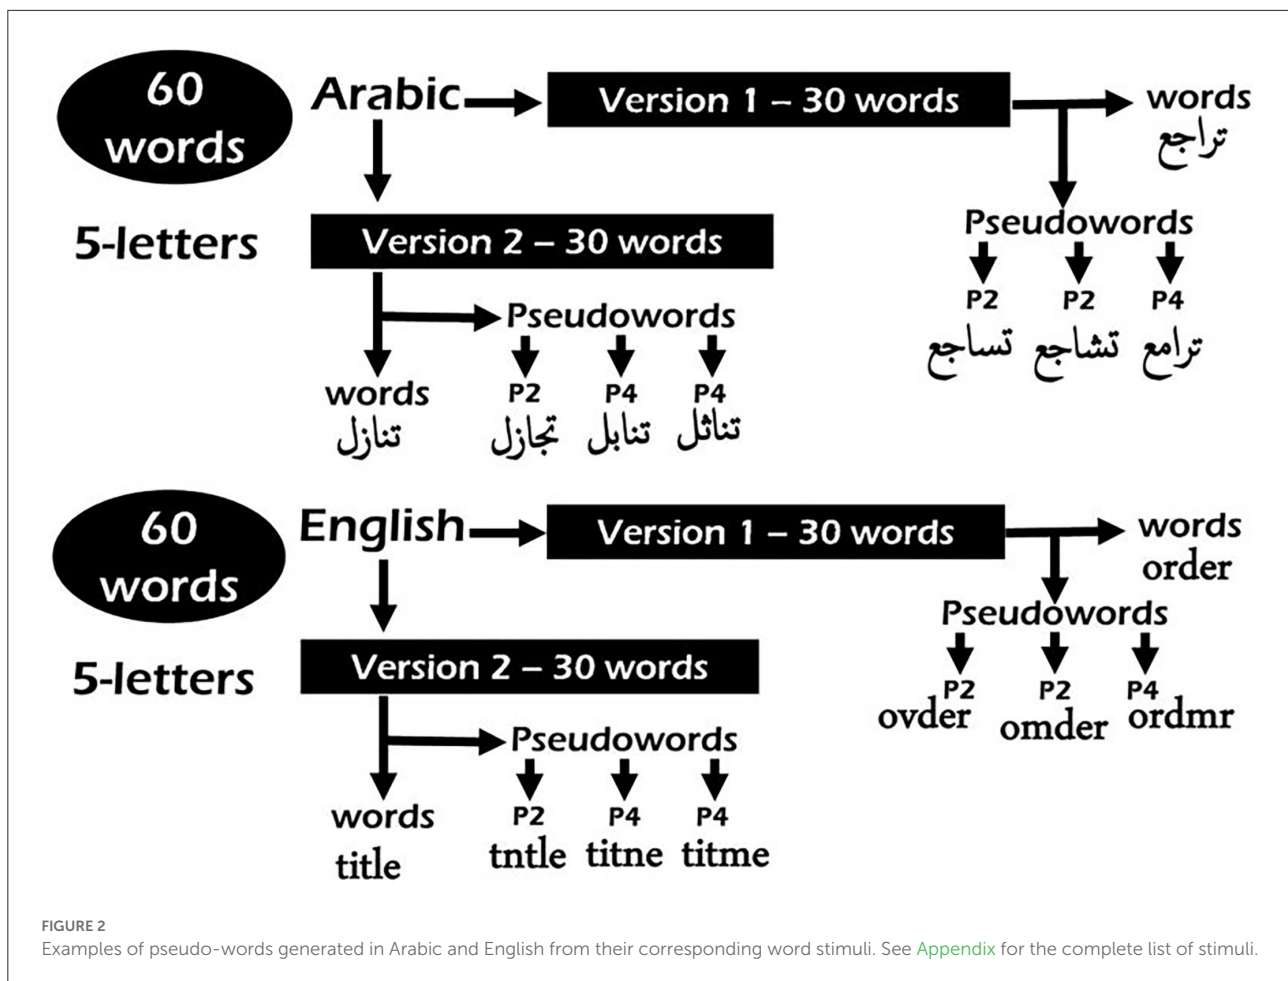 60
words
Arabic
Version 1 – 30 words
words
تراجع
5-letters
Version 2 – 30 words
Pseudowords
P2 P2 P4
تساجع تشاجع ترامع
Pseudowords
words
P2 P4 P4
تنازل
تجازل تنابل تناثل
60
words
English
Version 1 – 30 words
words
order
5-letters
Version 2 – 30 words
Pseudowords
P2 P2 P4
ovder omder ordmr
Pseudowords
words
P2 P4 P4
title
tntle titne titme
FIGURE 2
Examples of pseudo-words generated in Arabic and English from their corresponding word stimuli. See Appendix for the complete list of stimuli.